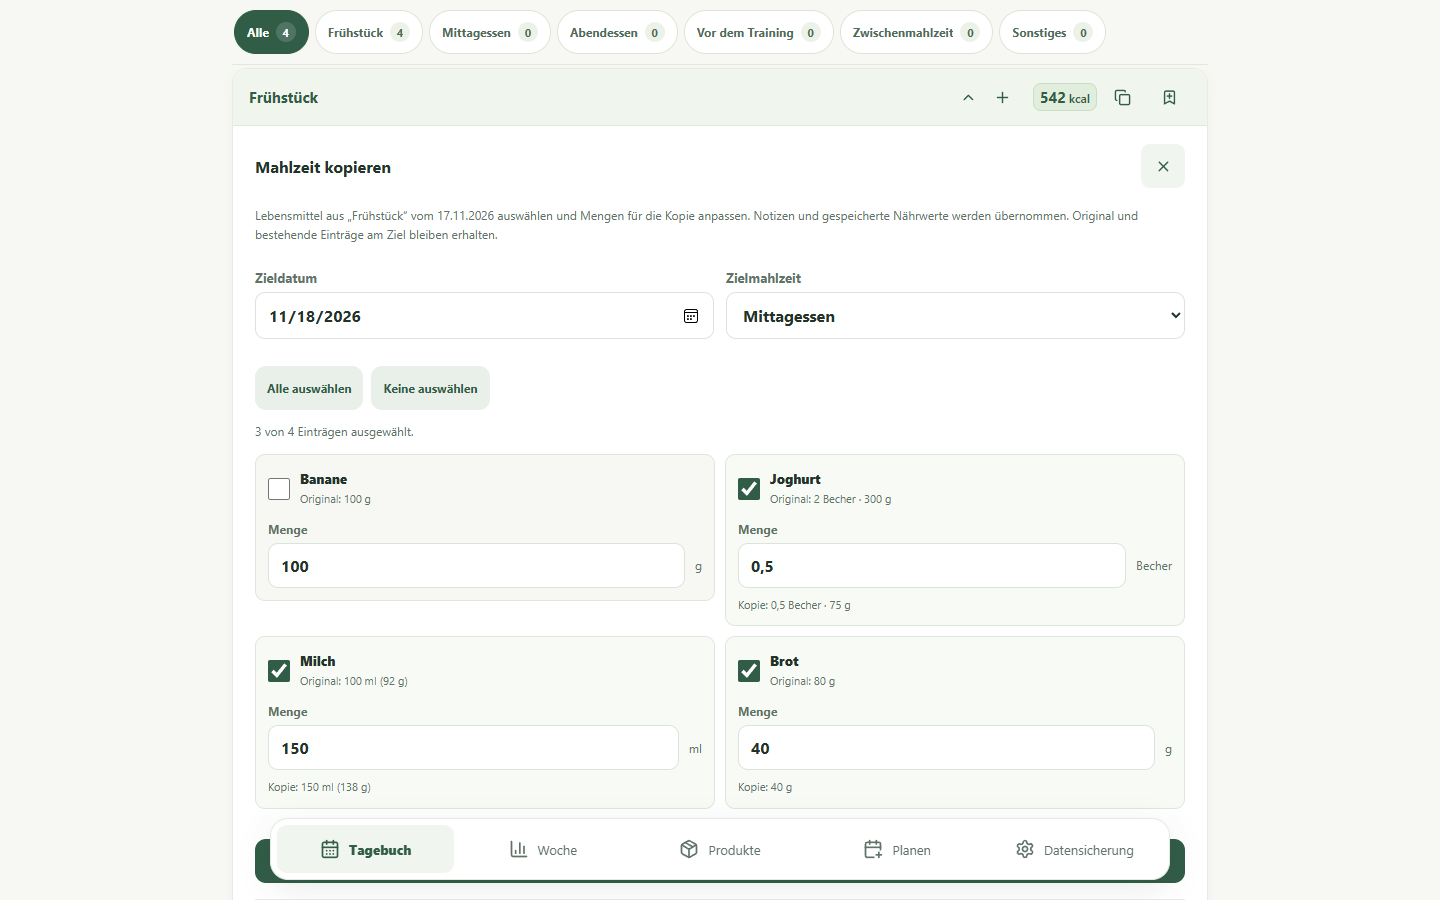 Alle 4 Frühstück 4 Mittagessen 0 Abendessen 0 Vor dem Training 0 Zwischenmahlzeit 0 Sonstiges 0
Frühstück 542 kcal
Mahlzeit kopieren
Lebensmittel aus „Frühstück“ vom 17.11.2026 auswählen und Mengen für die Kopie anpassen. Notizen und gespeicherte Nährwerte werden übernommen. Original und
bestehende Einträge am Ziel bleiben erhalten.
Zieldatum
11/18/2026
Zielmahlzeit
Mittagessen
Alle auswählen Keine auswählen
3 von 4 Einträgen ausgewählt.
Banane
Original: 100 g
Menge
100 g
Joghurt
Original: 2 Becher · 300 g
Menge
0,5 Becher
Kopie: 0,5 Becher · 75 g
Milch
Original: 100 ml (92 g)
Menge
150 ml
Kopie: 150 ml (138 g)
Brot
Original: 80 g
Menge
40 g
Kopie: 40 g
Tagebuch Woche Produkte Planen Datensicherung